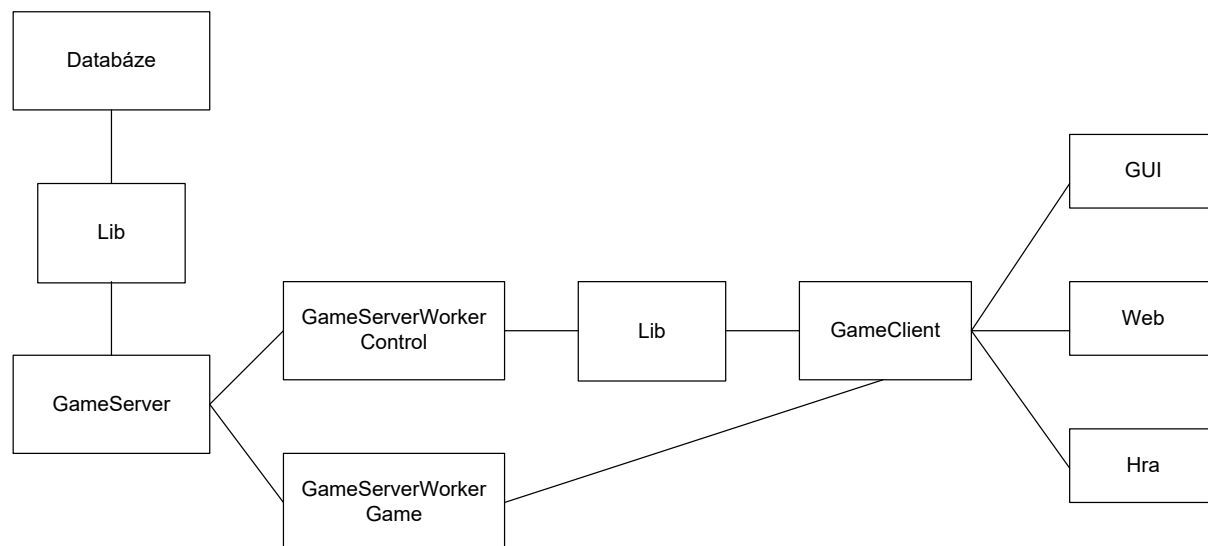 Databáze
Lib
GameServer
GameServerWorker
Control
GameServerWorker
Game
Lib
GameClient
GUI
Web
Hra